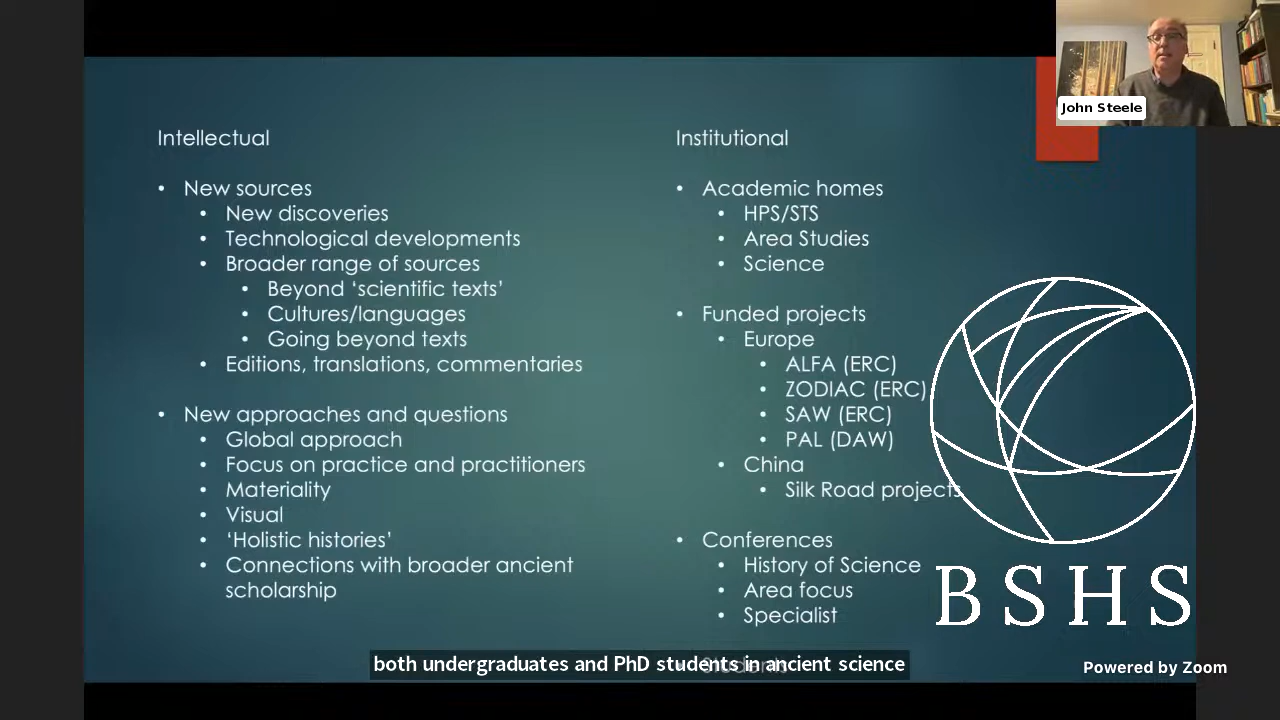 John Steele
Intellectual
• New sources
• New discoveries
• Technological developments
• Broader range of sources
• Beyond ‘scientific texts’
• Cultures/languages
• Going beyond texts
• Editions, translations, commentaries
• New approaches and questions
• Global approach
• Focus on practice and practitioners
• Materiality
• Visual
• ‘Holistic histories’
• Connections with broader ancient
scholarship
Institutional
• Academic homes
• HPS/STS
• Area Studies
• Science
• Funded projects
• Europe
• ALFA (ERC)
• ZODIAC (ERC)
• SAW (ERC)
• PAL (DAW)
• China
• Silk Road projects
• Conferences
• History of Science
• Area focus
• Specialist
• Students
BSHS
both undergraduates and PhD students in ancient science
Powered by Zoom